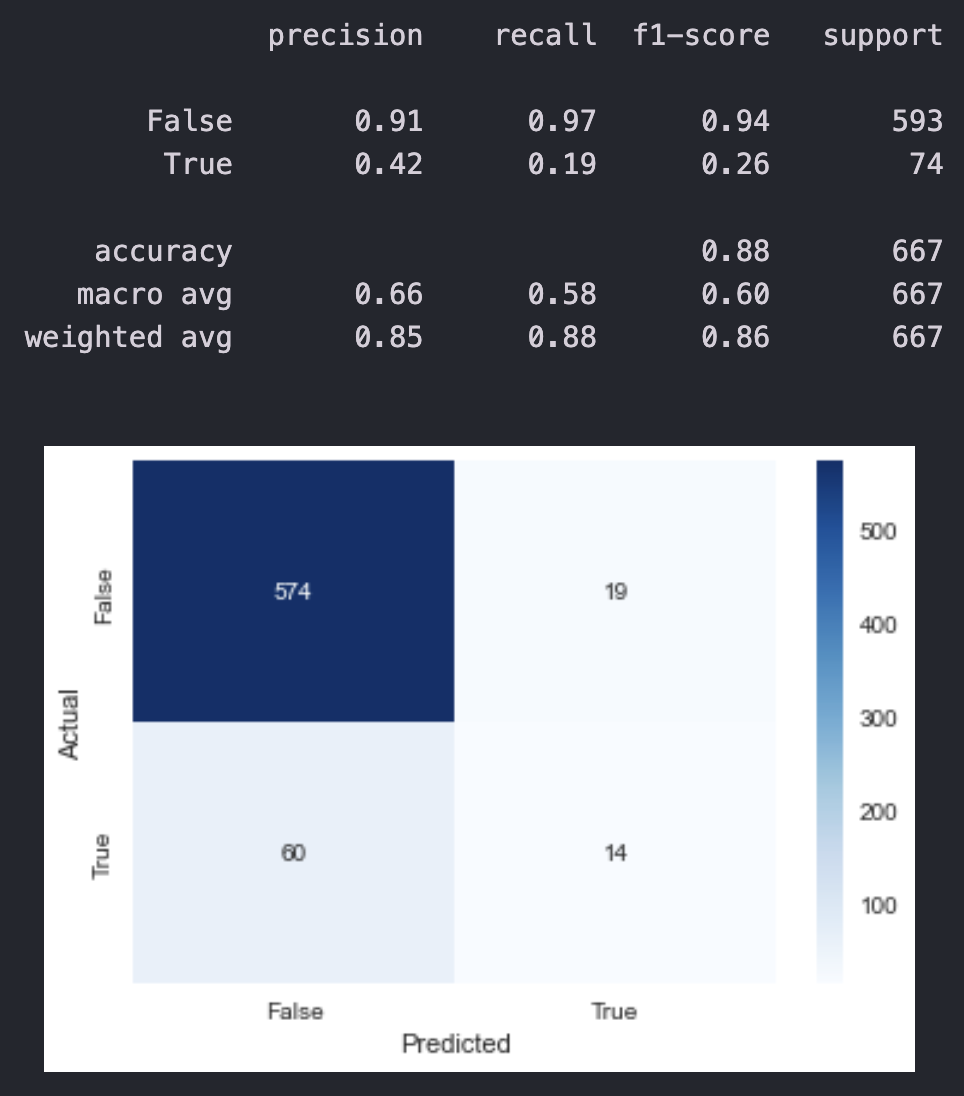 precision recall f1-score support
False 0.91 0.97 0.94 593
True 0.42 0.19 0.26 74
accuracy 0.88 667
macro avg 0.66 0.58 0.60 667
weighted avg 0.85 0.88 0.86 667
574 19
60 14
False
True
Actual
False True
Predicted
500
400
300
200
100